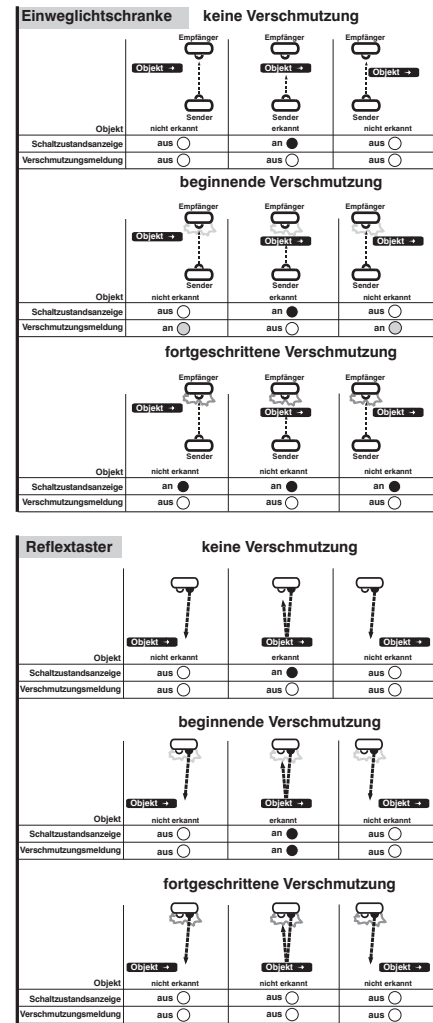 Einweglichtschranke keine Verschmutzung
Empfänger Empfänger Empfänger
Objekt → Objekt → Objekt →
Sender Sender Sender
Objekt nicht erkannt erkannt nicht erkannt
Schaltzustandsanzeige aus an aus
Verschmutzungsmeldung aus aus aus
beginnende Verschmutzung
Empfänger Empfänger Empfänger
Objekt → Objekt → Objekt →
Sender Sender Sender
Objekt nicht erkannt erkannt nicht erkannt
Schaltzustandsanzeige aus an aus
Verschmutzungsmeldung an aus an
fortgeschrittene Verschmutzung
Empfänger Empfänger Empfänger
Objekt → Objekt → Objekt →
Sender Sender Sender
Objekt nicht erkannt nicht erkannt nicht erkannt
Schaltzustandsanzeige an an an
Verschmutzungsmeldung aus aus aus
Reflextaster keine Verschmutzung
Objekt → Objekt → Objekt →
Objekt nicht erkannt erkannt nicht erkannt
Schaltzustandsanzeige aus an aus
Verschmutzungsmeldung aus aus aus
beginnende Verschmutzung
Objekt → Objekt → Objekt →
Objekt nicht erkannt erkannt nicht erkannt
Schaltzustandsanzeige aus an aus
Verschmutzungsmeldung aus an aus
fortgeschrittene Verschmutzung
Objekt → Objekt → Objekt →
Objekt nicht erkannt nicht erkannt nicht erkannt
Schaltzustandsanzeige aus aus aus
Verschmutzungsmeldung aus aus aus